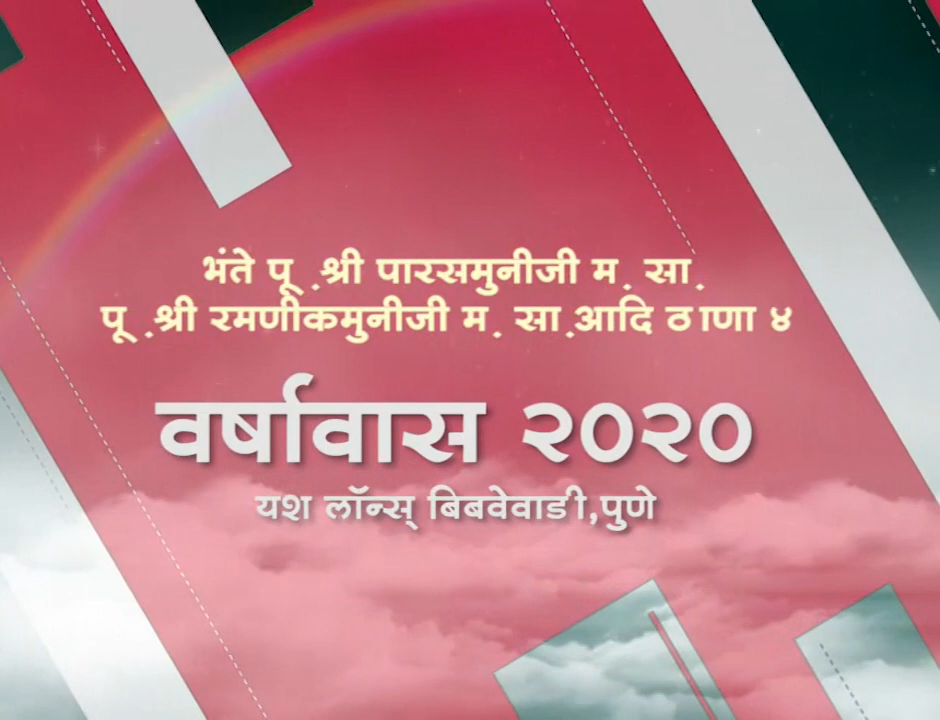 भंते पू .श्री पारसमुनीजी म. सा.
पू .श्री रमणीकमुनीजी म. सा.आदि ठाणा ४
वर्षावास २०२०
यश लॉन्स् बिबवेवाडी,पुणे